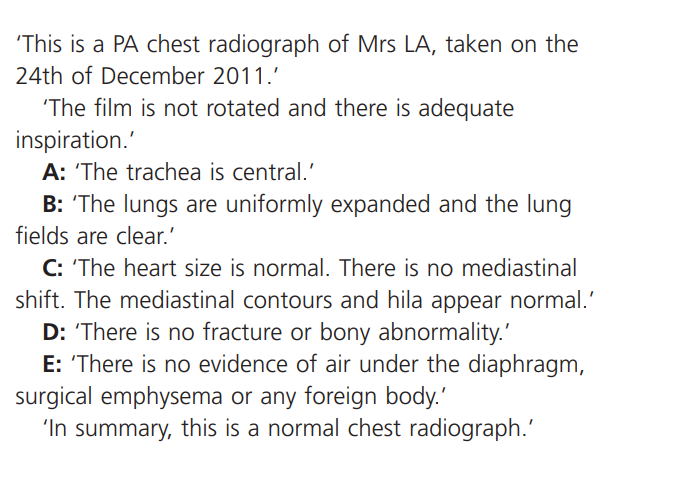 ‘This is a PA chest radiograph of Mrs LA, taken on the
24th of December 2011.’
‘The film is not rotated and there is adequate
inspiration.’
A: ‘The trachea is central.’
B: ‘The lungs are uniformly expanded and the lung
fields are clear.’
C: ‘The heart size is normal. There is no mediastinal
shift. The mediastinal contours and hila appear normal.’
D: ‘There is no fracture or bony abnormality.’
E: ‘There is no evidence of air under the diaphragm,
surgical emphysema or any foreign body.’
‘In summary, this is a normal chest radiograph.’